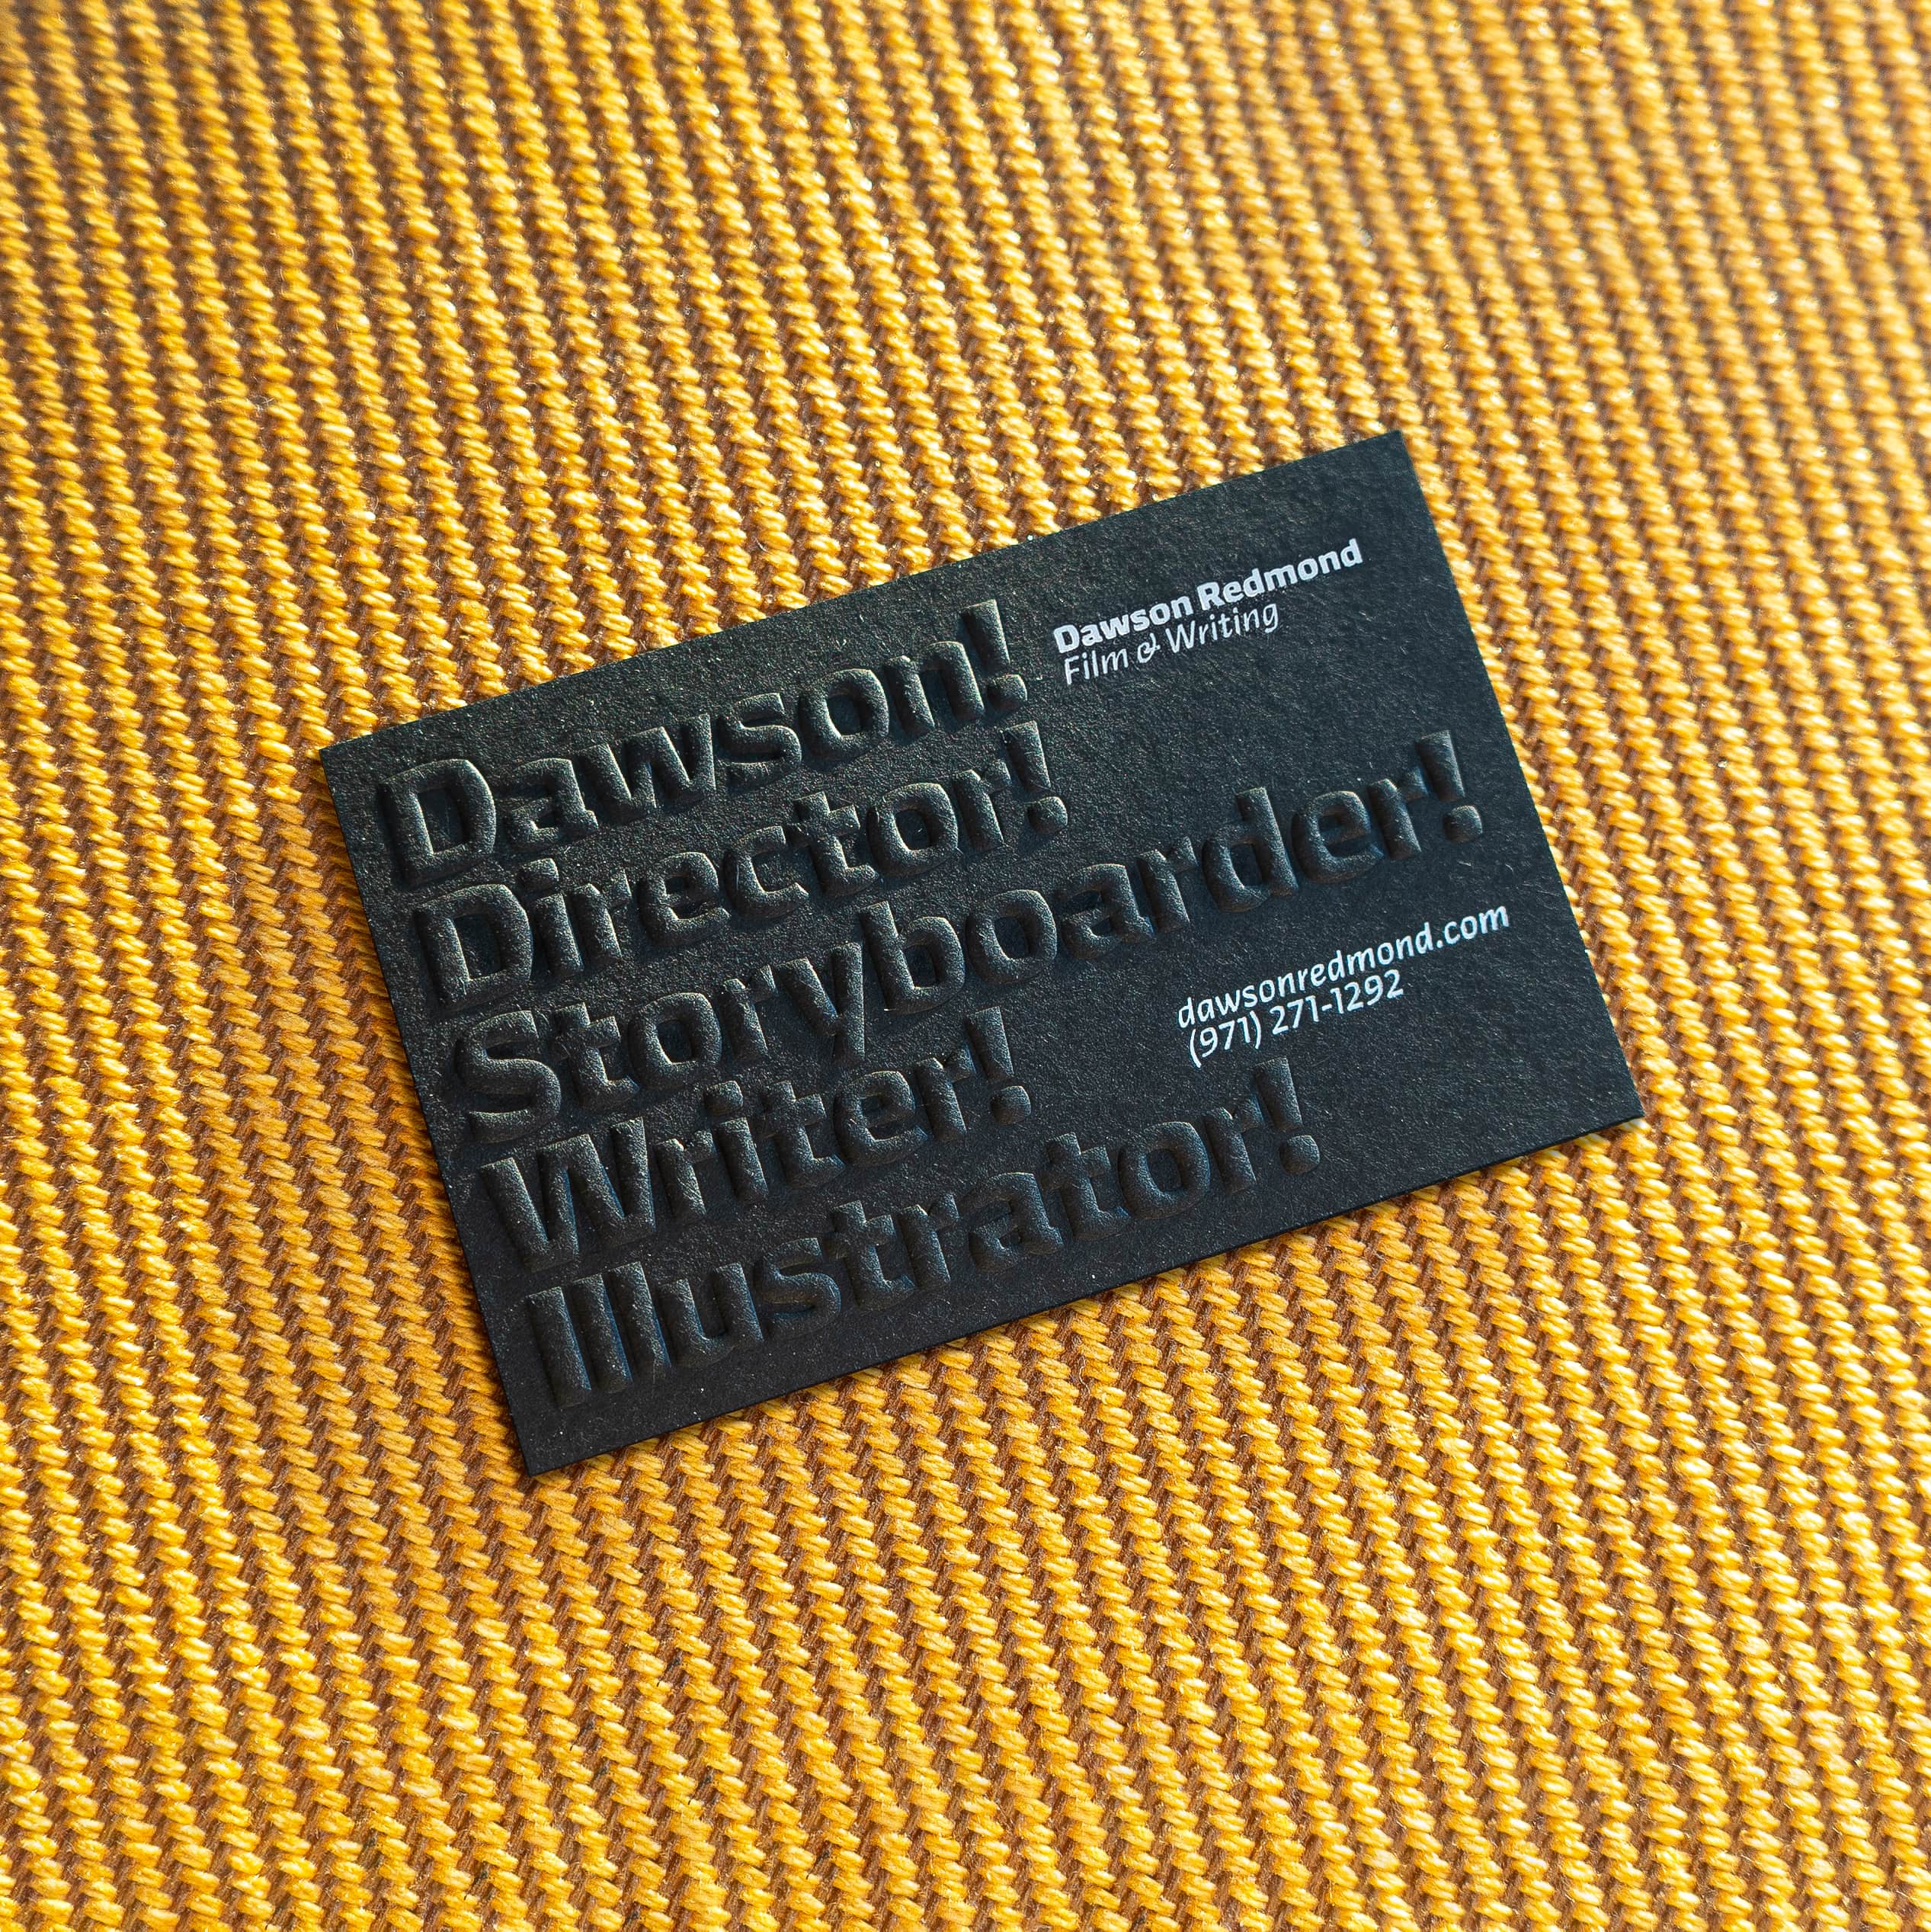 Dawson!
Director!
Storyboarder!
Writer!
Illustrator!
Dawson Redmond
Film & Writing
dawsonredmond.com
(971) 271-1292